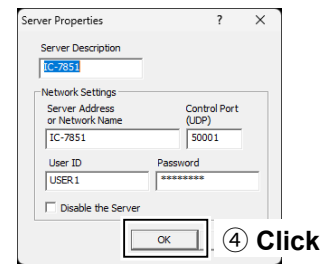 Server Properties ? ×
Server Description
IC-7851
Network Settings
Server Address Control Port
or Network Name (UDP)
IC-7851 50001
User ID Password
USER1 ********
Disable the Server
OK ④ Click